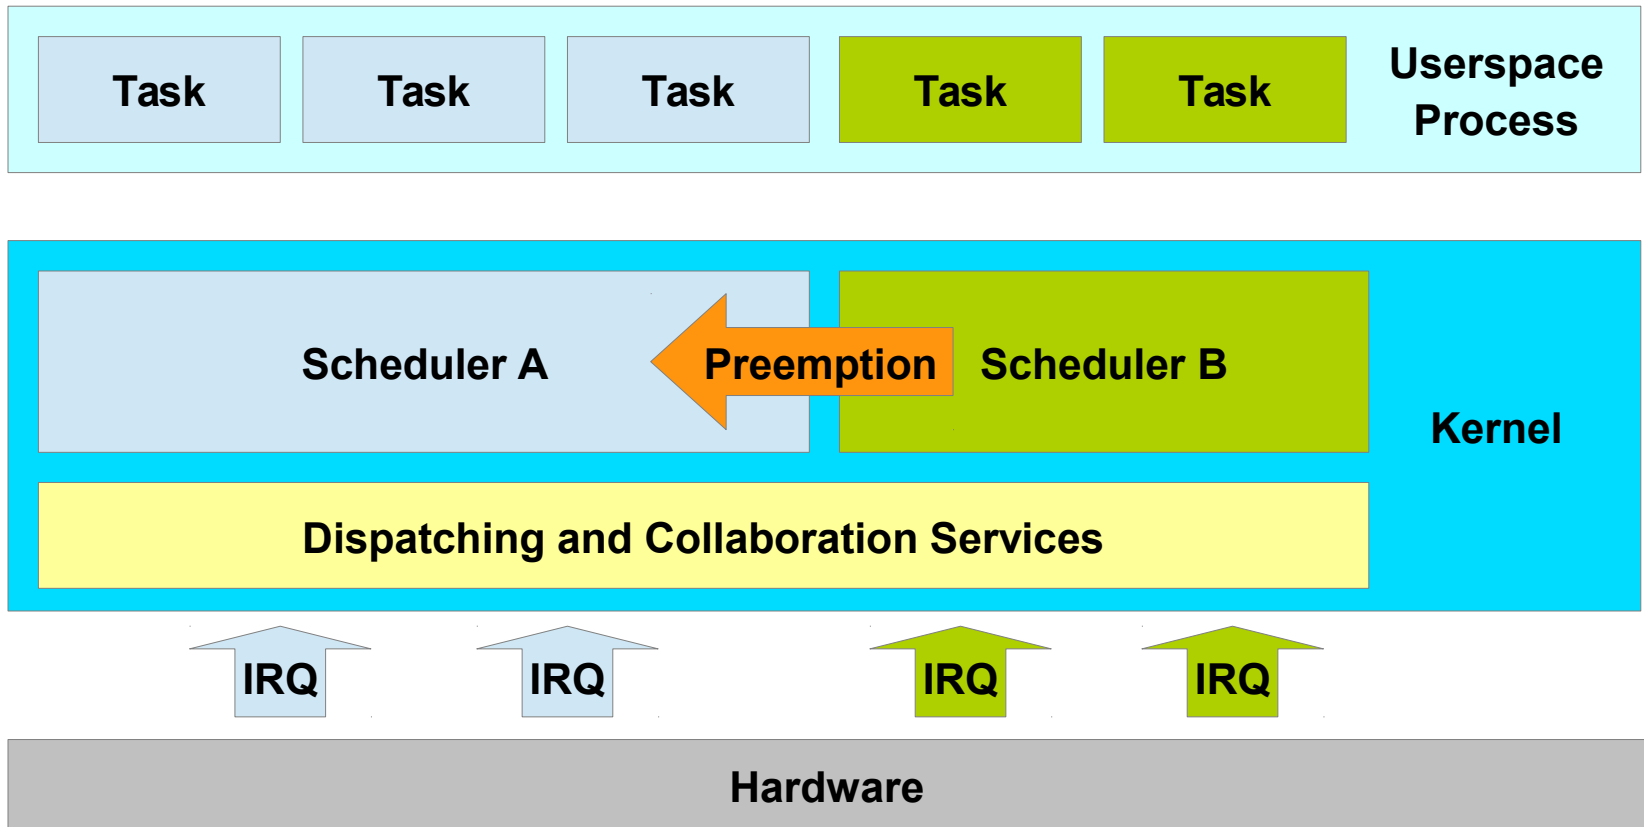 Task
Task
Task
Task
Task
Userspace
Process
Scheduler A
Preemption
Scheduler B
Kernel
Dispatching and Collaboration Services
IRQ
IRQ
IRQ
IRQ
Hardware